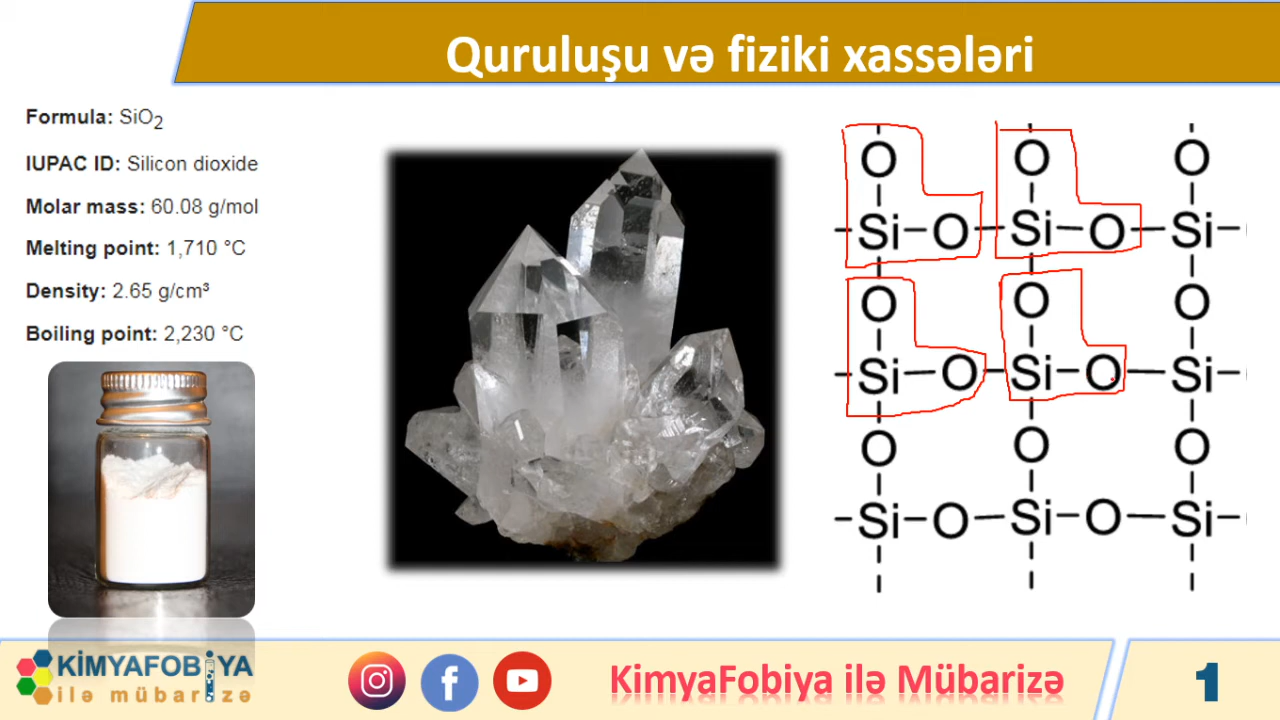 Quruluşu və fiziki xassələri
Formula: SiO2
IUPAC ID: Silicon dioxide
Molar mass: 60.08 g/mol
Melting point: 1,710 °C
Density: 2.65 g/cm³
Boiling point: 2,230 °C
O O O
Si O Si O Si
O O O
Si O Si O Si
O O O
Si O Si O Si
KİMYAFOBİYA
ilə mübarizə
KimyaFobiya ilə Mübarizə
1